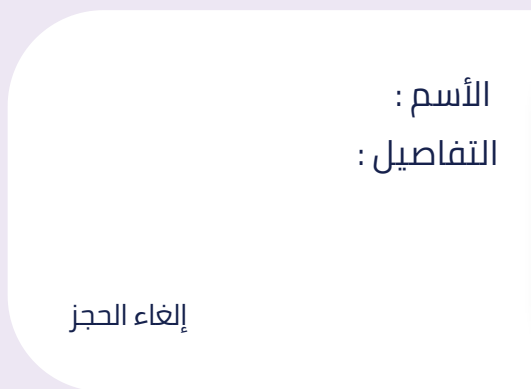 الأسم :
التفاصيل :
إلغاء الحجز